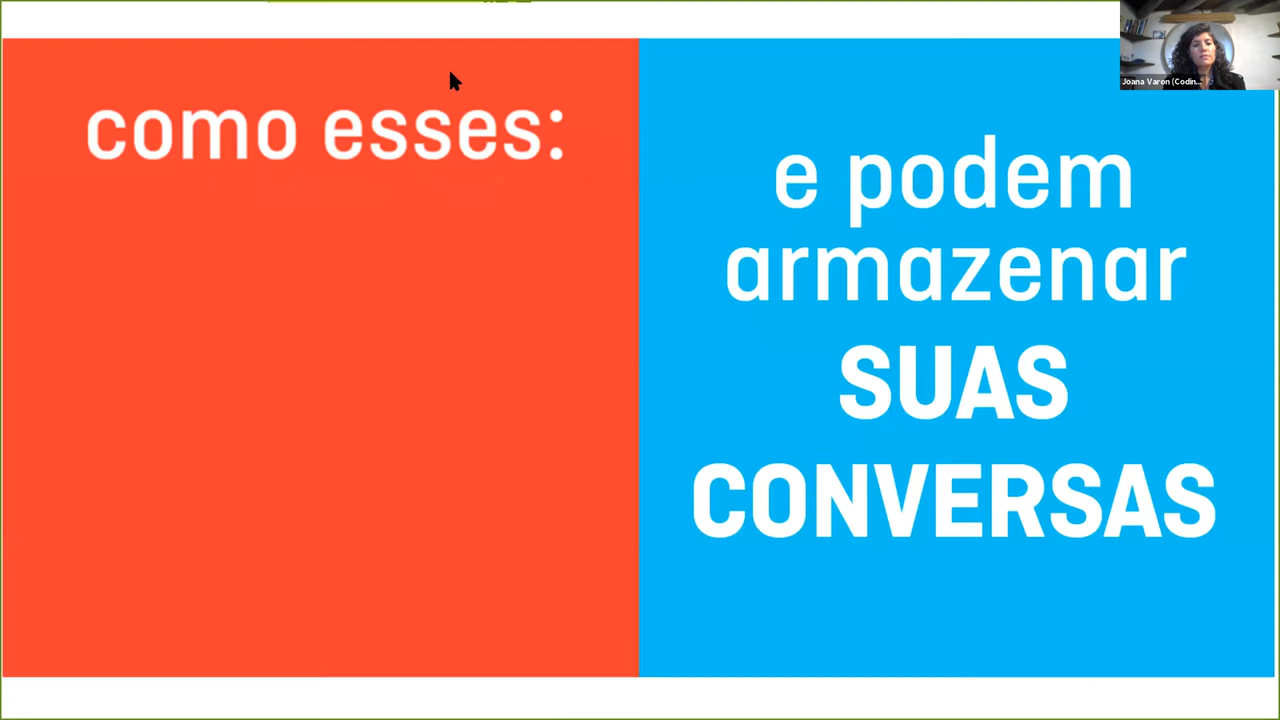 como esses:
e podem
armazenar
SUAS
CONVERSAS
Joana Varon (Codin...